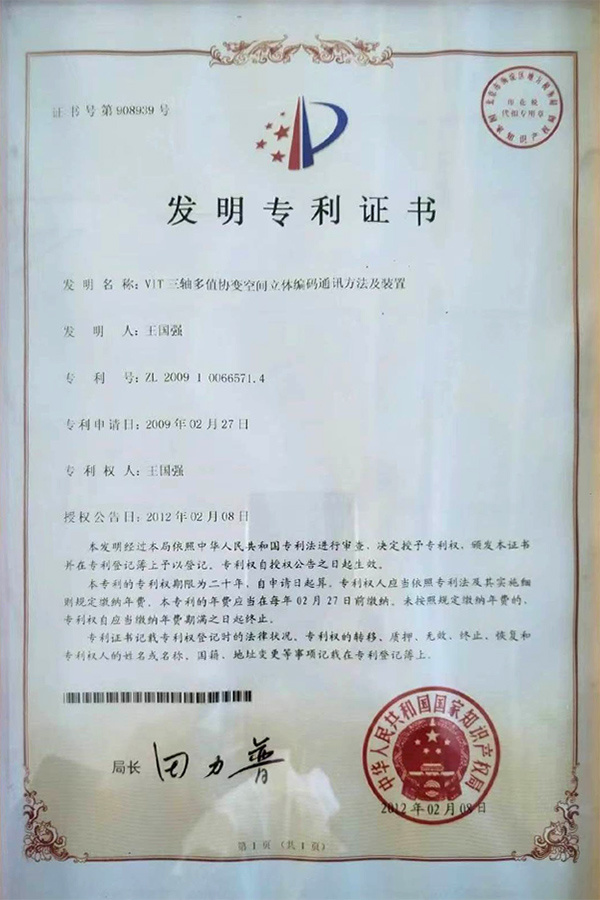 证书号第908939号
印花税
代扣专用章
国家知识产权局
发明专利证书
发明名称:VIT三轴多值协变空间立体编码通讯方法及装置
发明人:王国强
专利号:ZL 2009 1 0066571.4
专利申请日:2009年02月27日
专利权人:王国强
授权公告日:2012年02月08日
本发明经过本局依照中华人民共和国专利法进行审查,决定授予专利权,颁发本证书
并在专利登记簿上予以登记。专利权自授权公告之日起生效。
本专利的专利权期限为二十年,自申请日起算。专利权人应当依照专利法及其实施细
则规定缴纳年费。本专利的年费应当在每年02月27日前缴纳。未按照规定缴纳年费的,
专利权自应当缴纳年费期满之日起终止。
专利证书记载专利权登记时的法律状况。专利权的转移、质押、无效、终止、恢复和
专利权人的姓名或名称、国籍、地址变更等事项记载在专利登记簿上。
局长 田力普
中华人民共和国国家知识产权局
2012年02月08日
第1页(共1页)